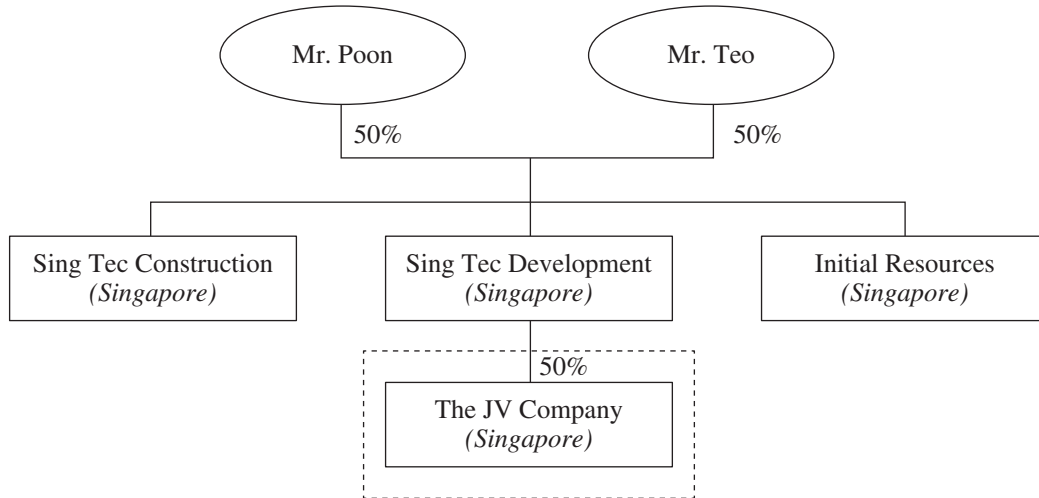 Mr. Poon
Mr. Teo
50%
50%
Sing Tec Construction
(Singapore)
Sing Tec Development
(Singapore)
Initial Resources
(Singapore)
50%
The JV Company
(Singapore)